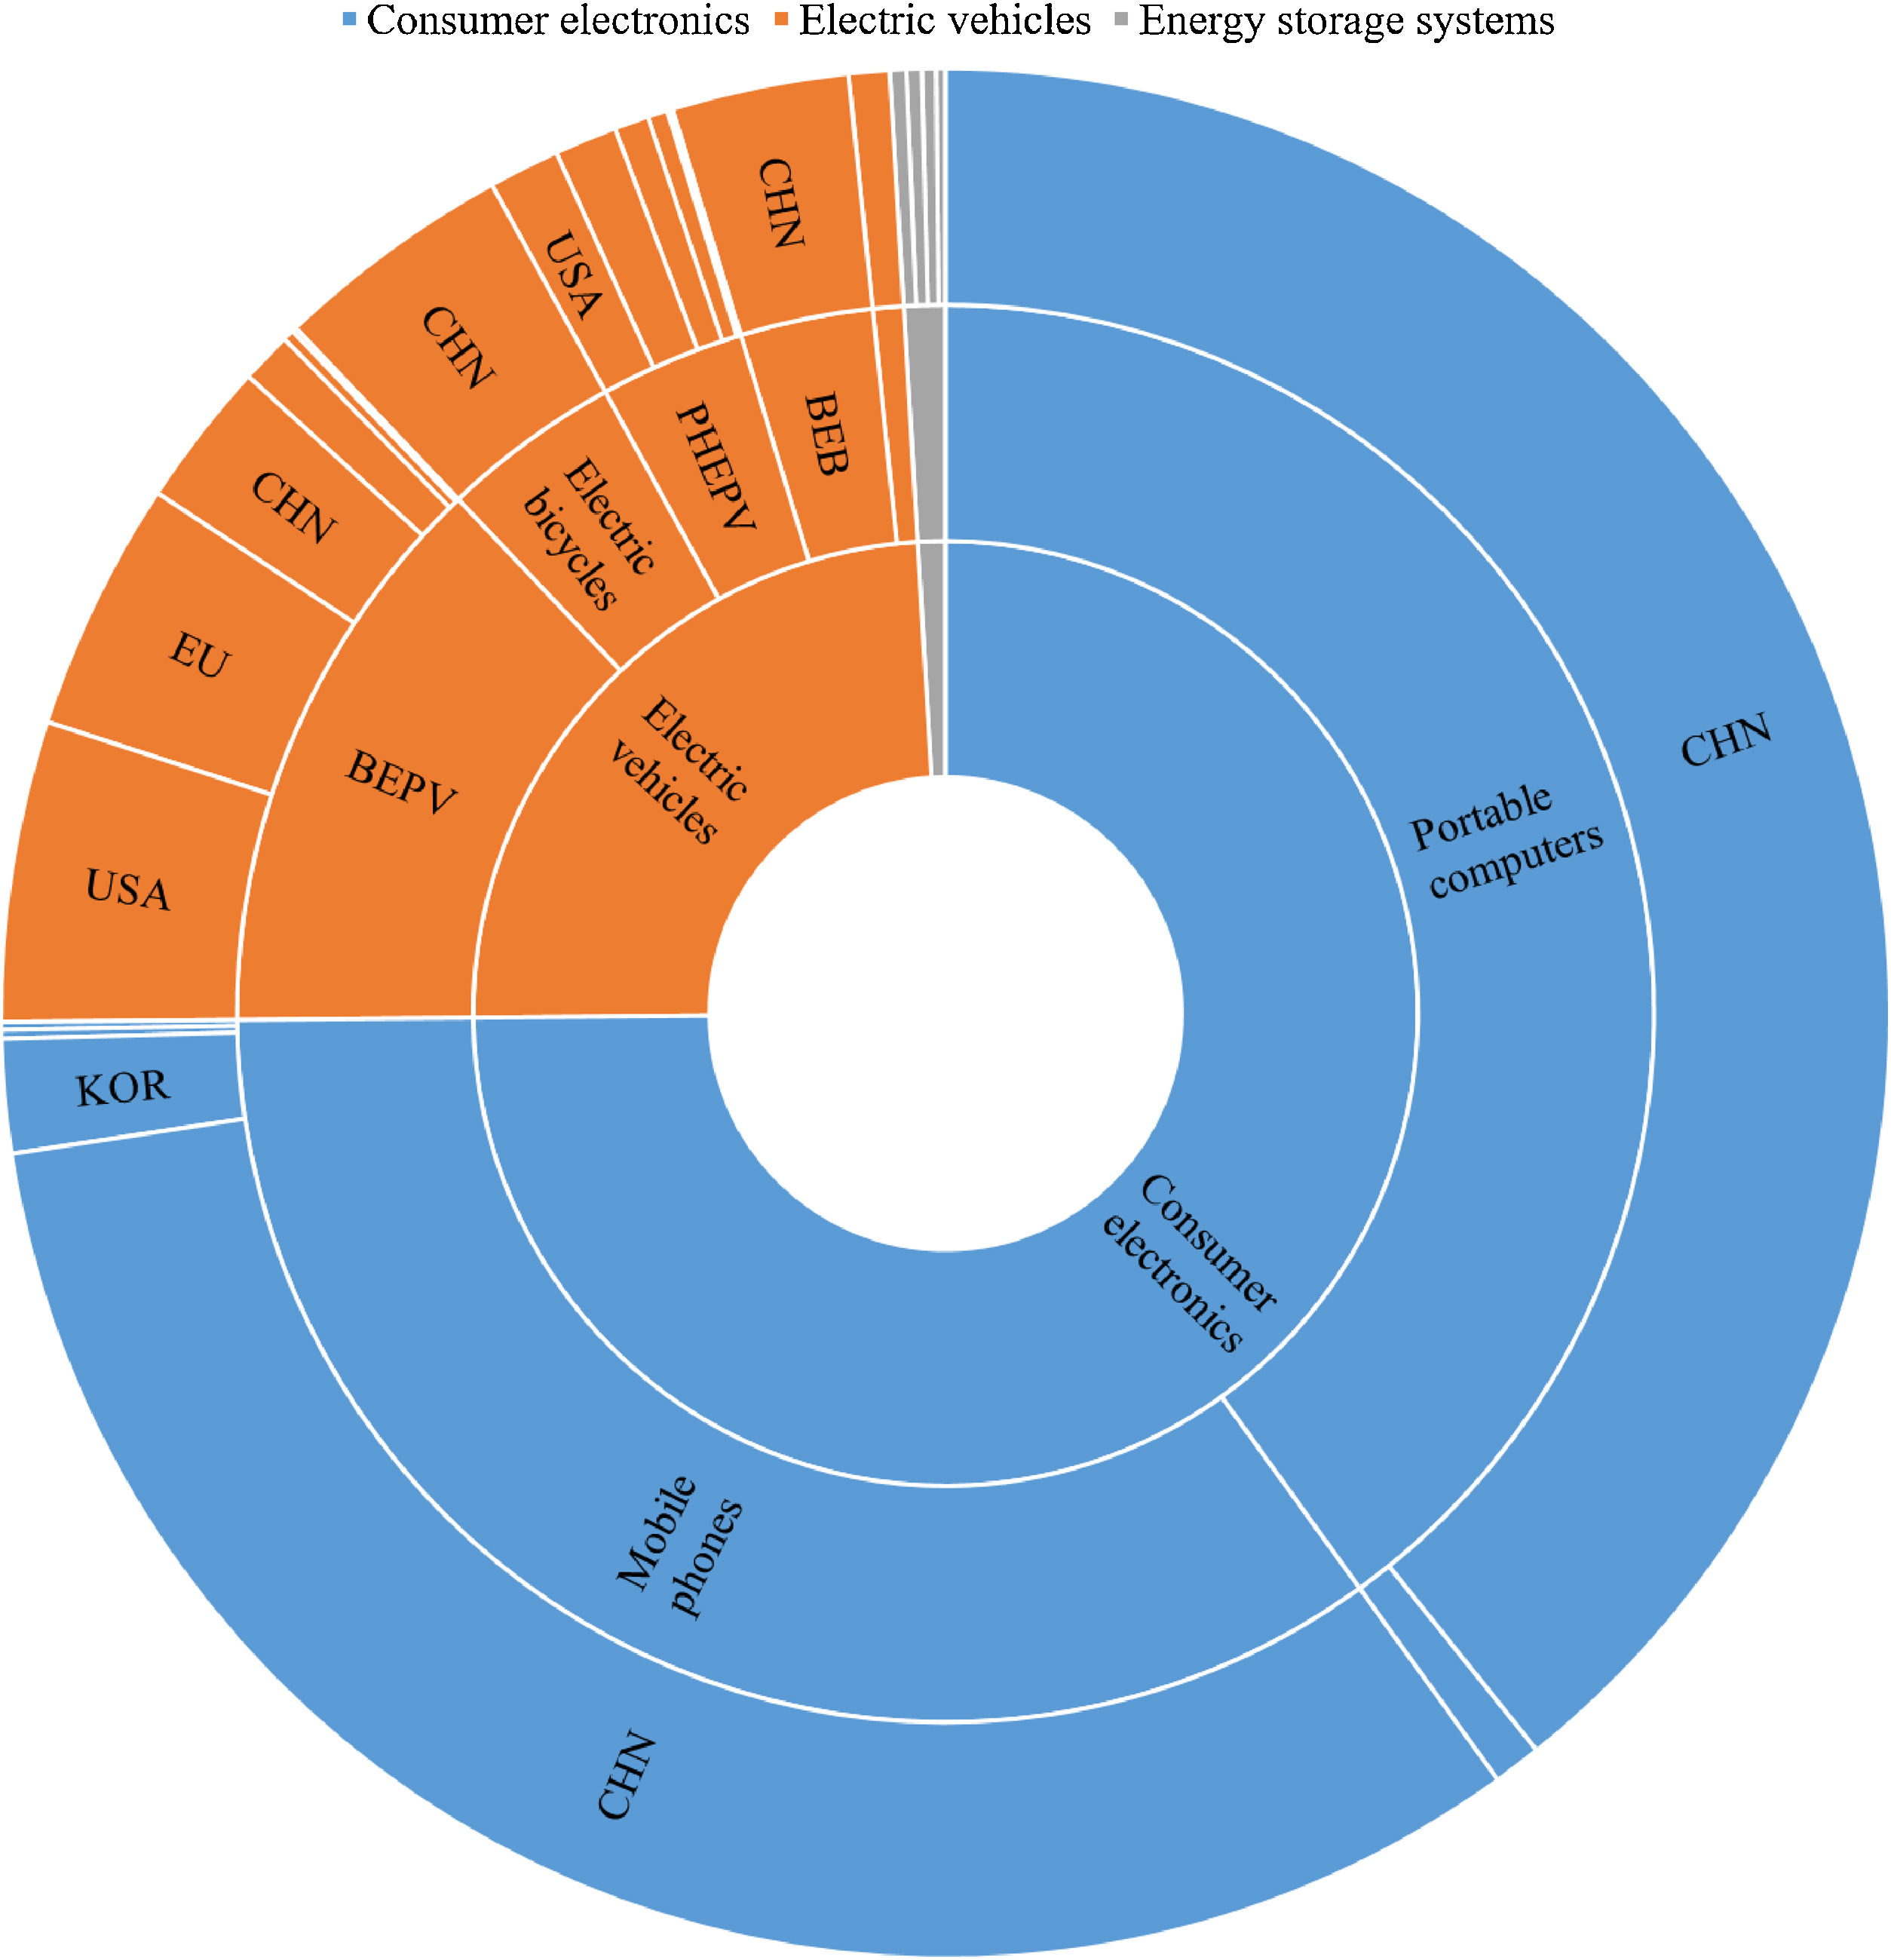 Consumer electronics Electric vehicles Energy storage systems
CHN
USA
CHN
CHN
EU
USA
KOR
BEB
PHEPV
Electric
bicycles
BEPV
Electric
vehicles
Portable
computers
CHN
Consumer
electronics
Mobile
phones
CHN